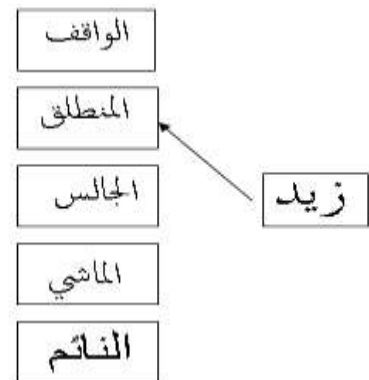 الواقف
المنطلق
زيد
الجالس
الماشي
النائم